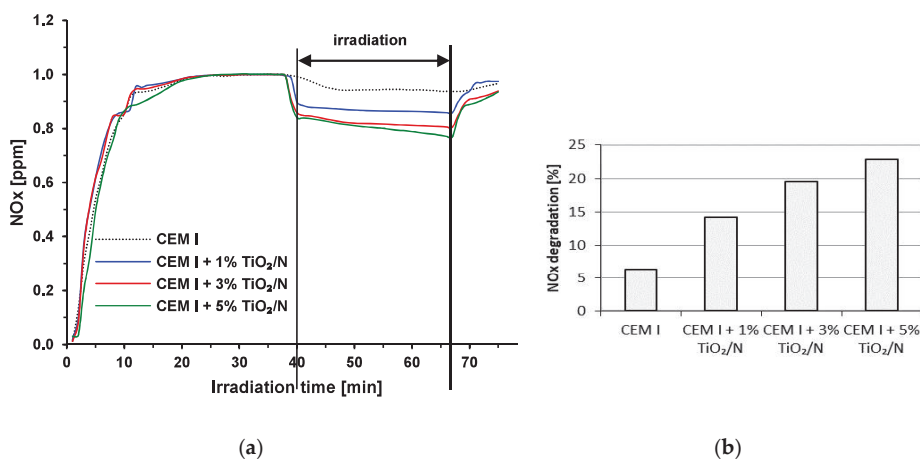 1.2
1.0
0.8
0.6
0.4
0.2
0.0
NOx [ppm]
irradiation
CEM I
CEM I + 1% TiO₂/N
CEM I + 3% TiO₂/N
CEM I + 5% TiO₂/N
0 10 20 30 40 50 60 70
Irradiation time [min]
(a)
25
20
15
10
5
0
NOx degradation [%]
CEM I CEM I + 1% CEM I + 3% CEM I + 5%
TiO₂/N TiO₂/N TiO₂/N
(b)